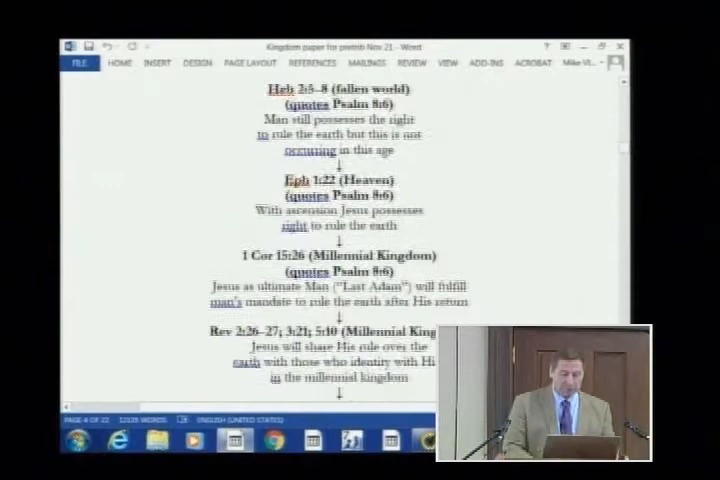 Kingdom paper for pretrib Nov 21 - Word
FILE HOME INSERT DESIGN PAGE LAYOUT REFERENCES MAILINGS REVIEW VIEW ADD-INS ACROBAT
Heb 2:5–8 (fallen world)
(quotes Psalm 8:6)
Man still possesses the right
to rule the earth but this is not
occurring in this age
↓
Eph 1:22 (Heaven)
(quotes Psalm 8:6)
With ascension Jesus possesses
right to rule the earth
↓
1 Cor 15:26 (Millennial Kingdom)
(quotes Psalm 8:6)
Jesus as ultimate Man (“Last Adam”) will fulfill
man's mandate to rule the earth after His return
↓
Rev 2:26–27; 3:21; 5:10 (Millennial King
Jesus will share His rule over the
earth with those who identity with Hi
in the millennial kingdom
↓
PAGE 4 OF 22 ENGLISH (UNITED STATES)